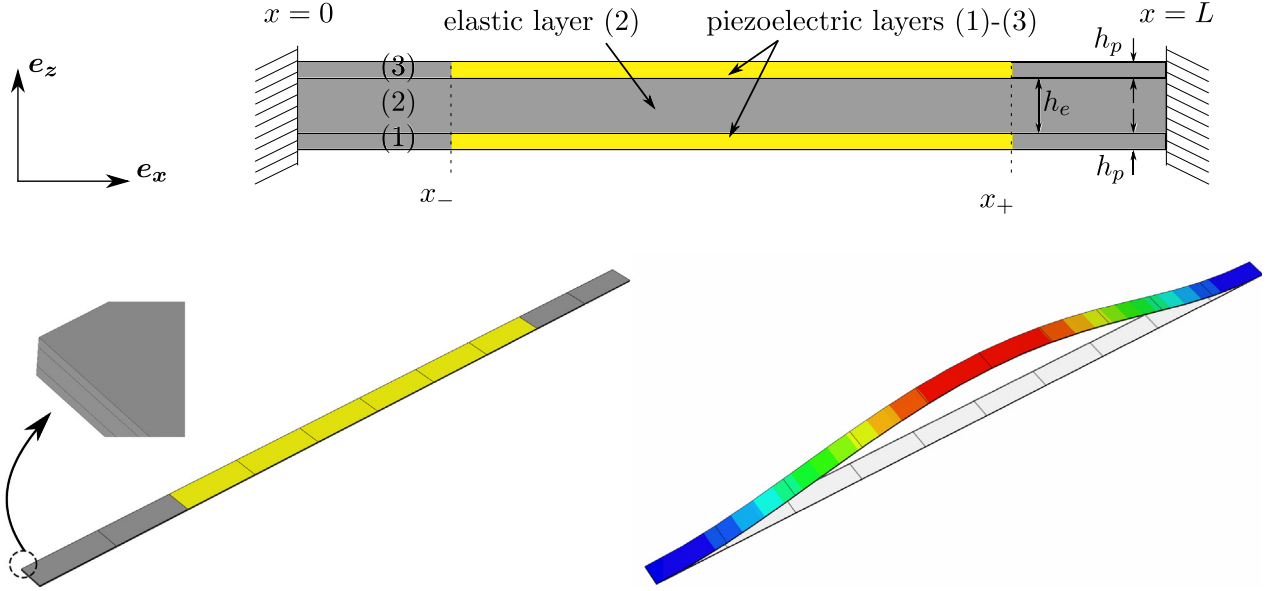 x = 0
elastic layer (2)
piezoelectric layers (1)-(3)
x = L
h_p
e_z
(3)
(2)
h_e
(1)
e_x
h_p
x_−
x_+